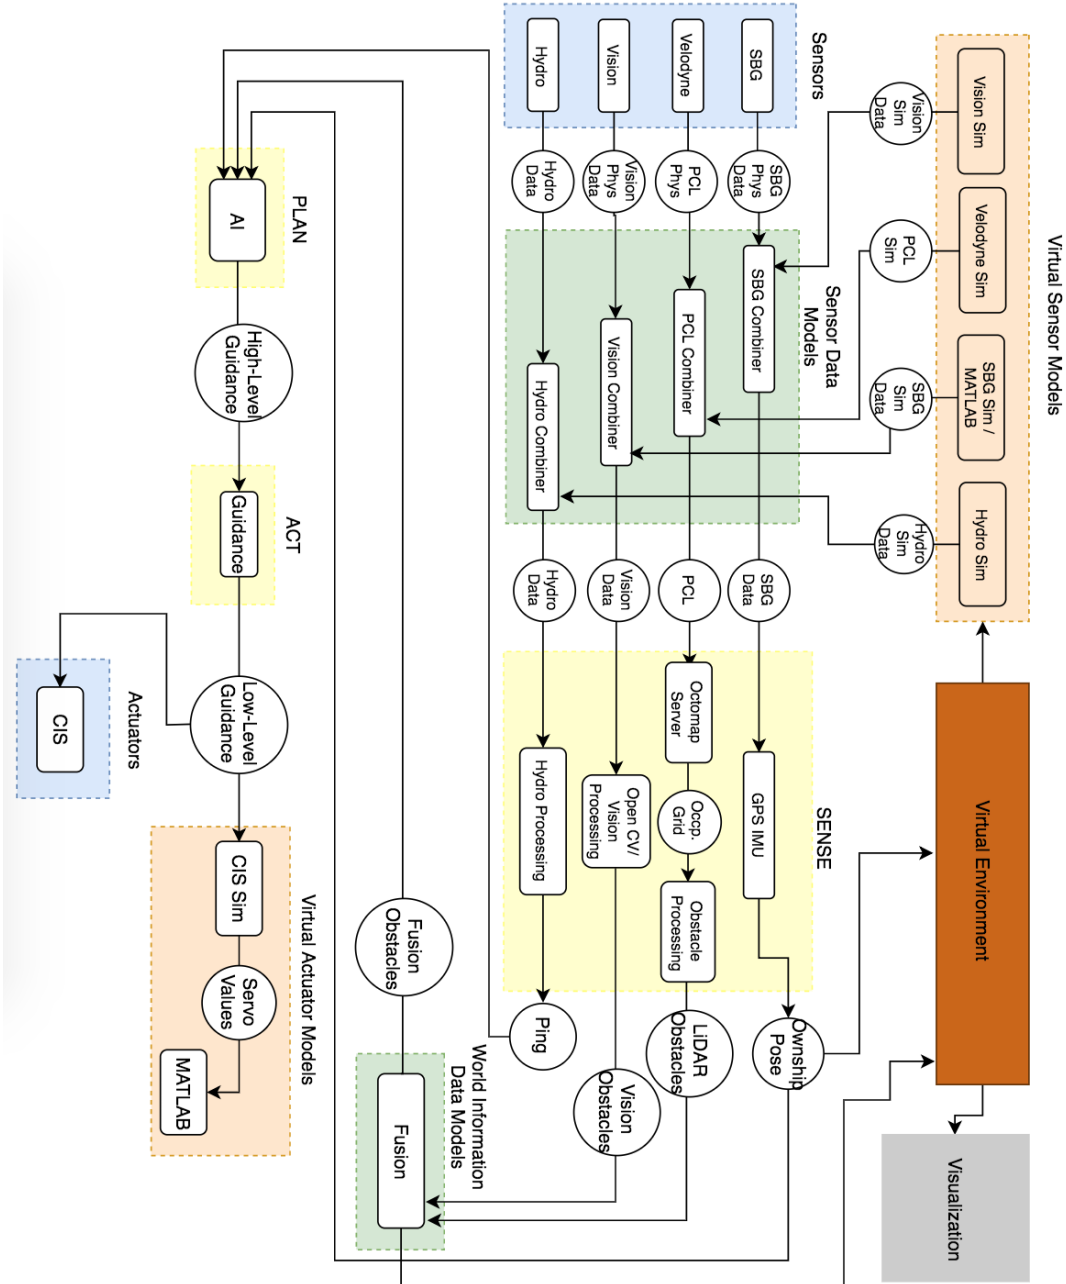 Virtual Sensor Models
Vision Sim
Velodyne Sim
SBG Sim /
MATLAB
Hydro Sim
Vision
Sim
Data
PCL
Sim
SBG
Sim
Data
Hydro
Sim
Data
Virtual Environment
Visualization
Sensors
SBG
Velodyne
Vision
Hydro
SBG
Phys
Data
PCL
Phys
Vision
Phys
Data
Hydro
Data
Sensor Data
Models
SBG Combiner
PCL Combiner
Vision Combiner
Hydro Combiner
SBG
Data
PCL
Vision
Data
Hydro
Data
SENSE
GPS IMU
Octomap
Server
Occp.
Grid
Obstacle
Processing
Open CV/
Vision
Processing
Hydro Processing
Ownship
Pose
LiDAR
Obstacles
Vision
Obstacles
Ping
World Information
Data Models
Fusion
Fusion
Obstacles
PLAN
AI
High-Level
Guidance
ACT
Guidance
Low-Level
Guidance
Actuators
CIS
Virtual Actuator Models
CIS Sim
Servo
Values
MATLAB